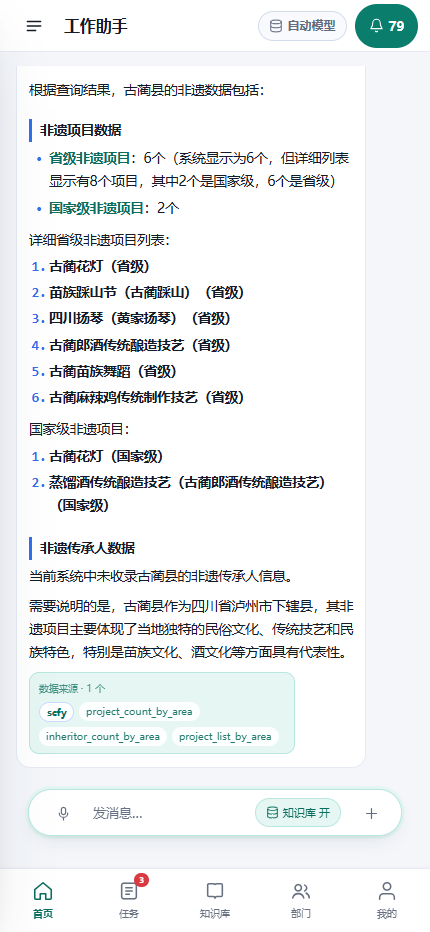 工作助手
自动模型
79
根据查询结果，古蔺县的非遗数据包括：
非遗项目数据
• 省级非遗项目：6个（系统显示为6个，但详细列表
显示有8个项目，其中2个是国家级，6个是省级）
• 国家级非遗项目：2个
详细省级非遗项目列表：
1. 古蔺花灯（省级）
2. 苗族踩山节（古蔺踩山）（省级）
3. 四川扬琴（黄家扬琴）（省级）
4. 古蔺郎酒传统酿造技艺（省级）
5. 古蔺苗族舞蹈（省级）
6. 古蔺麻辣鸡传统制作技艺（省级）
国家级非遗项目：
1. 古蔺花灯（国家级）
2. 蒸馏酒传统酿造技艺（古蔺郎酒传统酿造技艺）
（国家级）
非遗传承人数据
当前系统中未收录古蔺县的非遗传承人信息。
需要说明的是，古蔺县作为四川省泸州市下辖县，其非
遗项目主要体现了当地独特的民俗文化、传统技艺和民
族特色，特别是苗族文化、酒文化等方面具有代表性。
数据来源 · 1 个
scfy project_count_by_area
inheritor_count_by_area project_list_by_area
发消息...
知识库 开
3
首页 任务 知识库 部门 我的